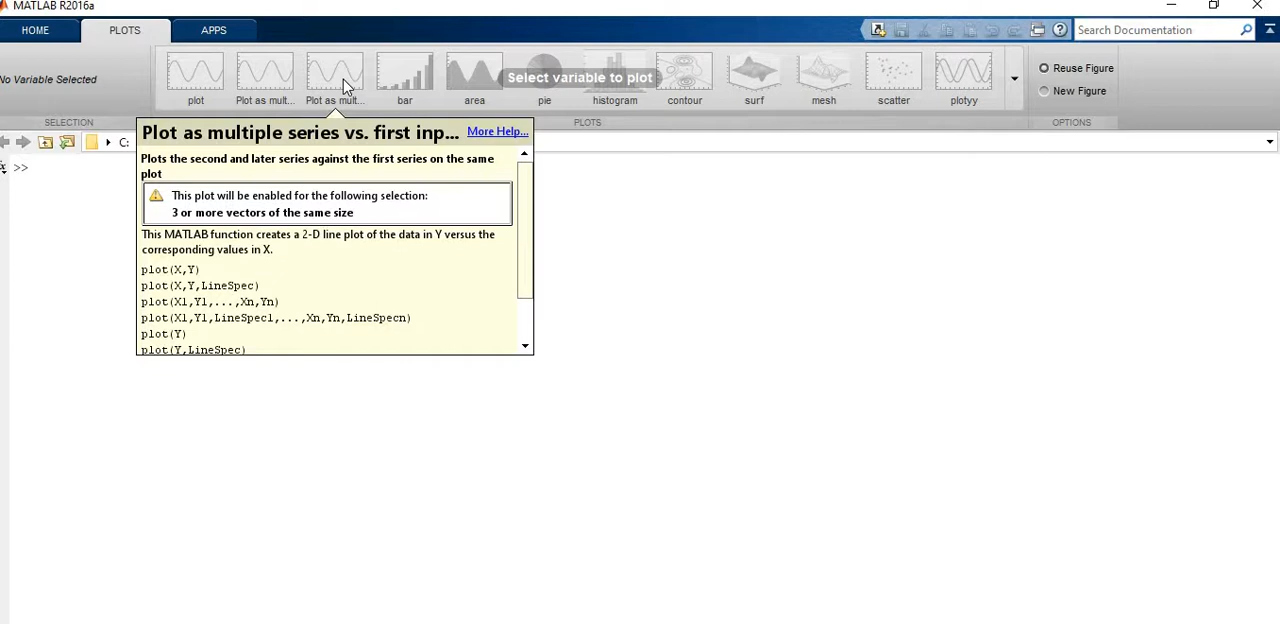 MATLAB R2016a
HOME PLOTS APPS
Search Documentation
No Variable Selected
Select variable to plot
Reuse Figure
New Figure
plot Plot as mult... Plot as mult... bar area pie histogram contour surf mesh scatter plotyy
SELECTION PLOTS OPTIONS
C:
>>
Plot as multiple series vs. first inp... More Help...
Plots the second and later series against the first series on the same
plot
This plot will be enabled for the following selection:
3 or more vectors of the same size
This MATLAB function creates a 2-D line plot of the data in Y versus the
corresponding values in X.
plot(X,Y)
plot(X,Y,LineSpec)
plot(X1,Y1,...,Xn,Yn)
plot(X1,Y1,LineSpec1,...,Xn,Yn,LineSpecn)
plot(Y)
plot(Y,LineSpec)